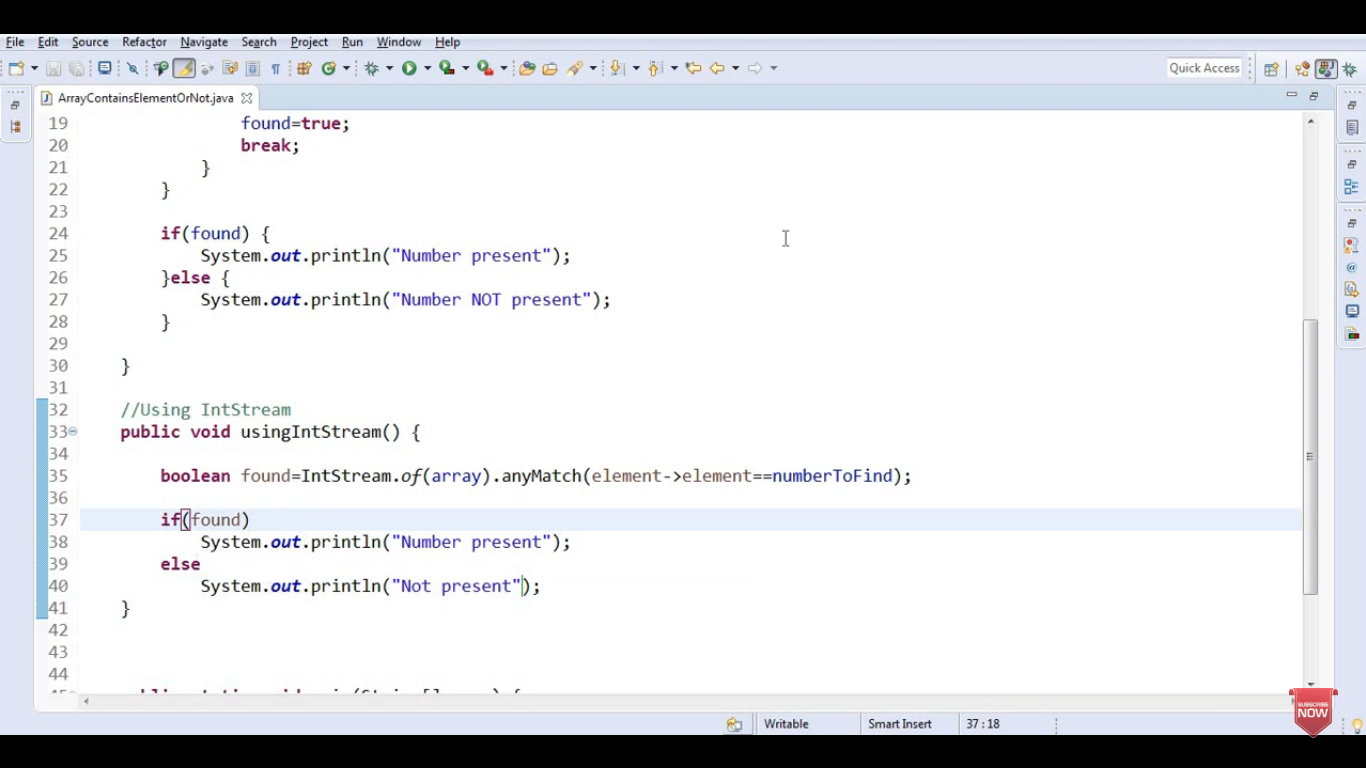 File Edit Source Refactor Navigate Search Project Run Window Help
Quick Access
ArrayContainsElementOrNot.java
19 found=true;
20 break;
21 }
22 }
23
24 if(found) {
25 System.out.println("Number present");
26 }else {
27 System.out.println("Number NOT present");
28 }
29
30 }
31
32 //Using IntStream
33 public void usingIntStream() {
34
35 boolean found=IntStream.of(array).anyMatch(element->element==numberToFind);
36
37 if(found)
38 System.out.println("Number present");
39 else
40 System.out.println("Not present");
41 }
42
43
44
SUBSCRIBE
NOW
Writable Smart Insert 37 : 18